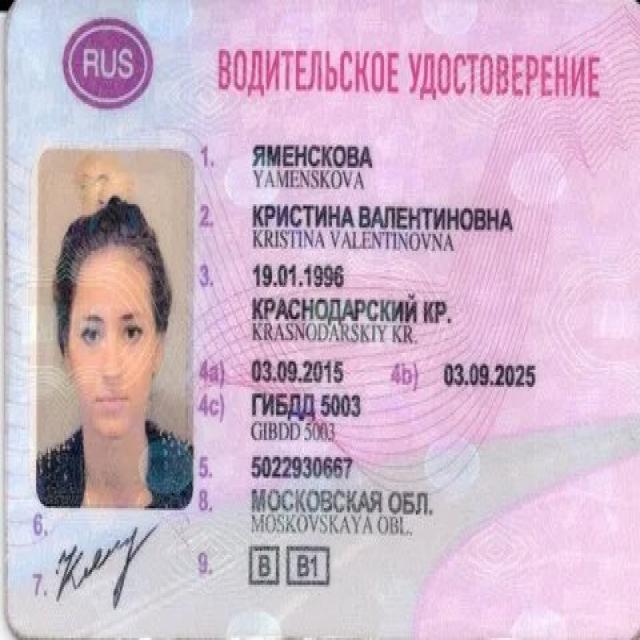 RUS
ВОДИТЕЛЬСКОЕ УДОСТОВЕРЕНИЕ
1. ЯМЕНСКОВА
YAMENSKOVA
2. КРИСТИНА ВАЛЕНТИНОВНА
KRISTINA VALENTINOVNA
3. 19.01.1996
КРАСНОДАРСКИЙ КР.
KRASNODARSKIY KR.
4a) 03.09.2015 4b) 03.09.2025
4c) ГИБДД 5003
GIBDD 5003
5. 5022930667
8. МОСКОВСКАЯ ОБЛ.
MOSKOVSKAYA OBL.
6.
7.
9. B B1